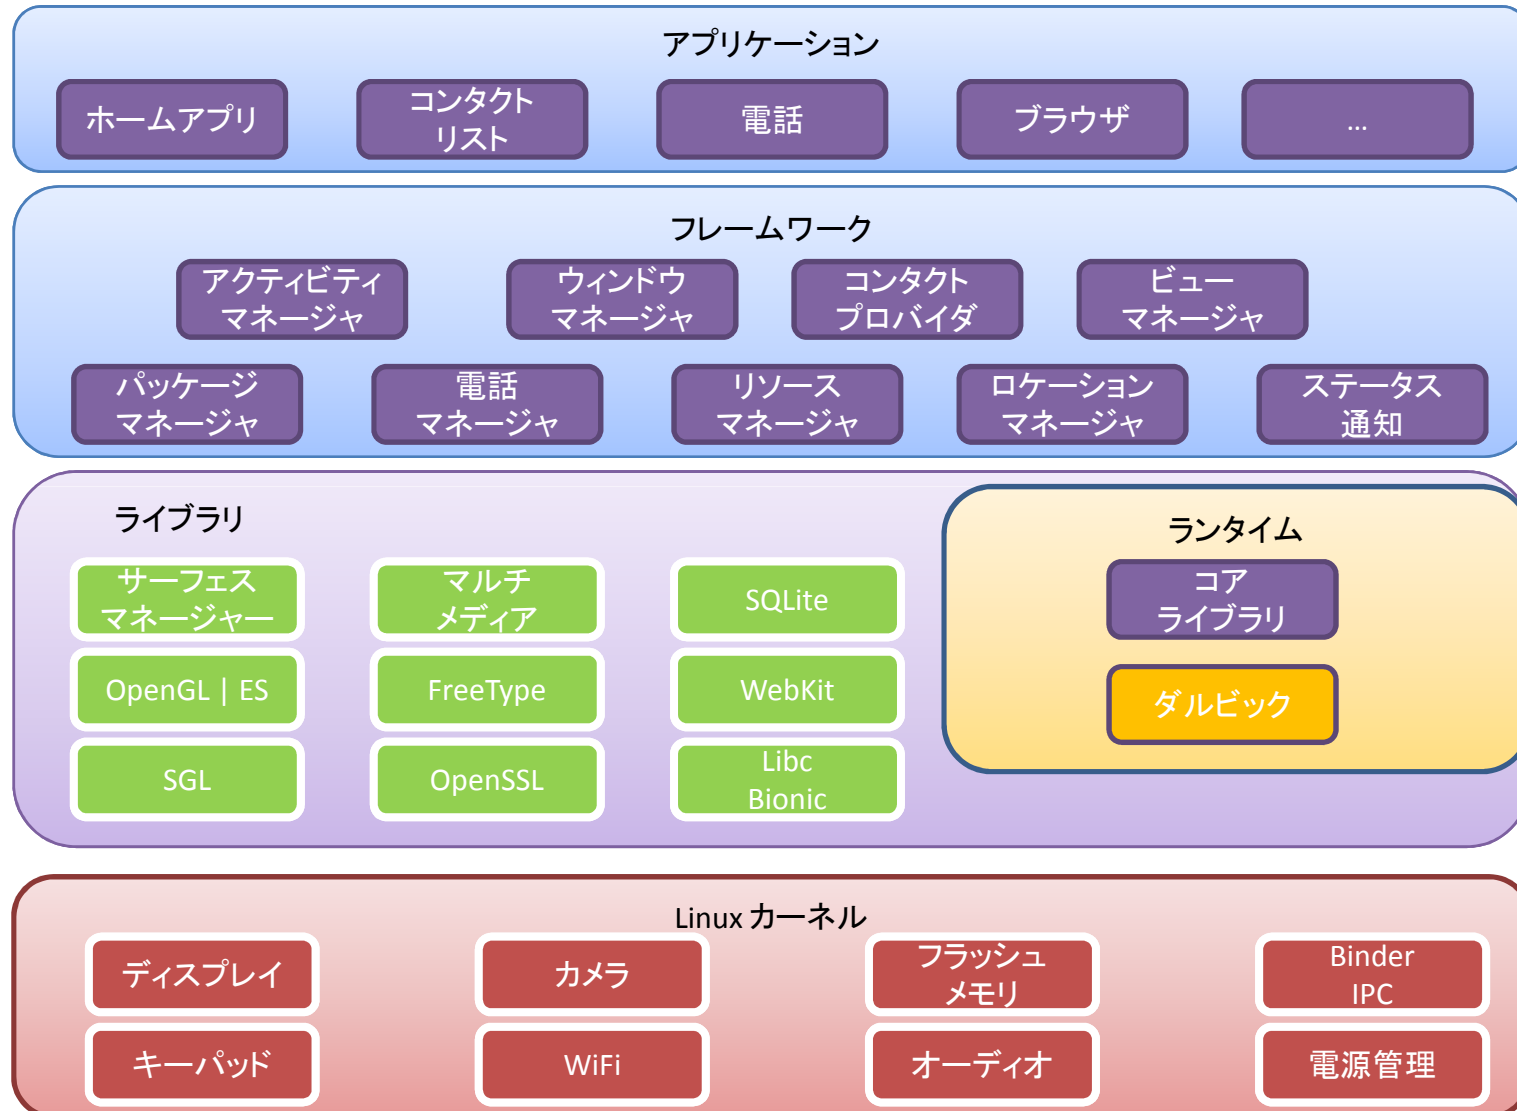 アプリケーション
ホームアプリ
コンタクト
リスト
電話
ブラウザ
...
フレームワーク
アクティビティ
マネージャ
ウィンドウ
マネージャ
コンタクト
プロバイダ
ビュー
マネージャ
パッケージ
マネージャ
電話
マネージャ
リソース
マネージャ
ロケーション
マネージャ
ステータス
通知
ライブラリ
サーフェス
マネージャー
マルチ
メディア
SQLite
OpenGL | ES
FreeType
WebKit
SGL
OpenSSL
Libc
Bionic
ランタイム
コア
ライブラリ
ダルビック
Linux カーネル
ディスプレイ
カメラ
フラッシュ
メモリ
Binder
IPC
キーパッド
WiFi
オーディオ
電源管理